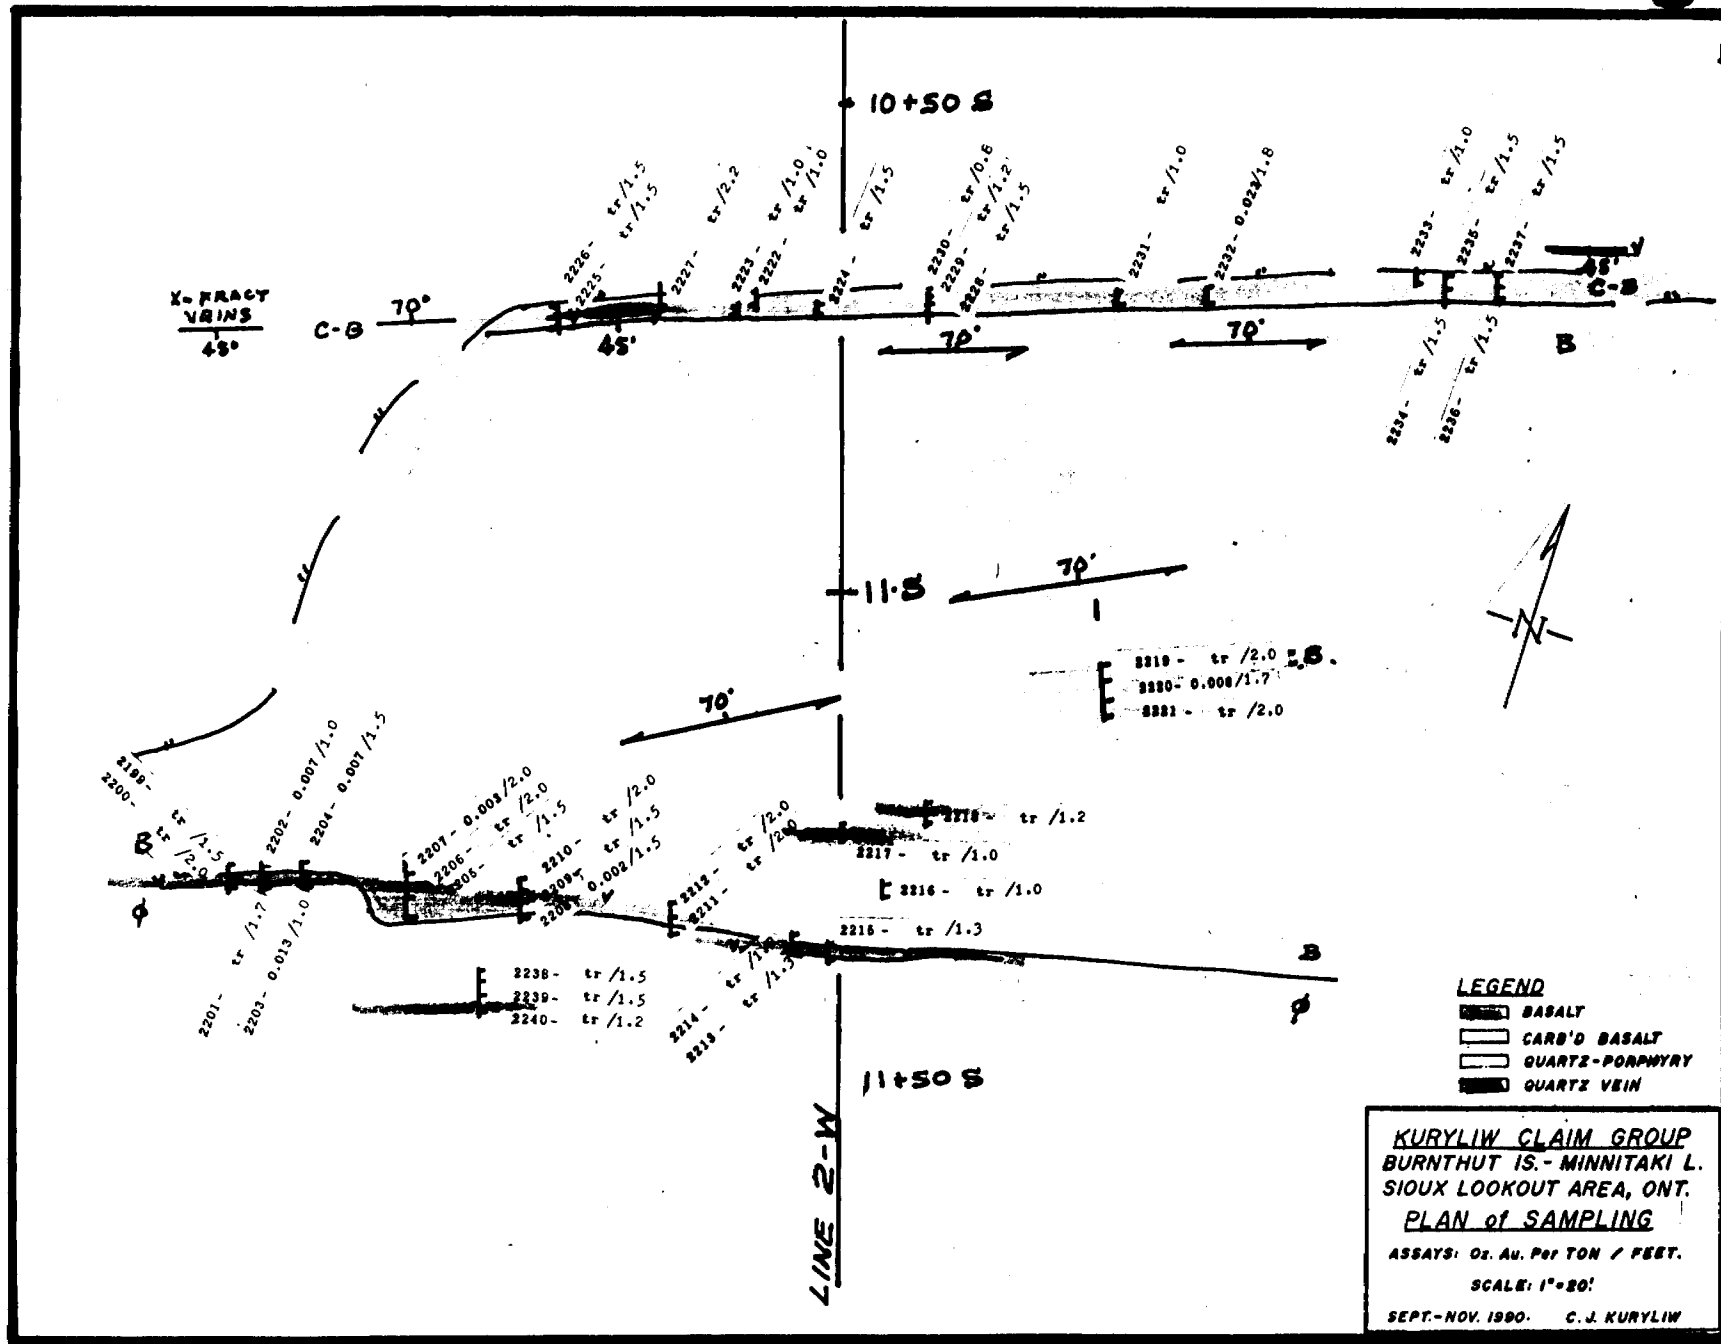 10+50 S
2226- tr /1.5
2225- tr /1.5
2227- tr /2.2
2223- tr /1.0
2222- tr /1.0
2224- tr /1.5
2230- tr /0.6
2229- tr /1.2
2228- tr /1.5
2231- tr /1.0
2232- 0.023/1.8
2233- tr /1.0
2235- tr /1.5
2237- tr /1.5
45°
C-B
X-FRACT
VEINS
45°
C-B
70°
45°
70°
70°
B
2234- tr /1.5
2236- tr /1.5
11·S
70°
1
N
2219- tr /2.0
2220- 0.008/1.7
2221- tr /2.0
70°
2199-
2200-
tr /1.5
tr /2.0
2202- 0.007/1.0
2204- 0.007/1.5
2207- 0.003/2.0
2206- tr /2.0
2205- tr /1.5
2210- tr /2.0
2209- tr /1.5
2208- 0.002/1.5
2212- tr /2.0
2211- tr /2.0
2218- tr /1.2
2217- tr /1.0
2216- tr /1.0
2215- tr /1.3
B
φ
2201- tr /1.7
2203- 0.013/1.0
2238- tr /1.5
2239- tr /1.5
2240- tr /1.2
2214- tr
2213- tr /1.3
B
φ
11+50 S
LINE 2-W
LEGEND
BASALT
CARB'D BASALT
QUARTZ-PORPHYRY
QUARTZ VEIN
KURYLIW CLAIM GROUP
BURNTHUT IS.- MINNITAKI L.
SIOUX LOOKOUT AREA, ONT.
PLAN of SAMPLING
ASSAYS: Oz. Au. Per TON / FEET.
SCALE: 1"=20'
SEPT.-NOV. 1990. C.J. KURYLIW